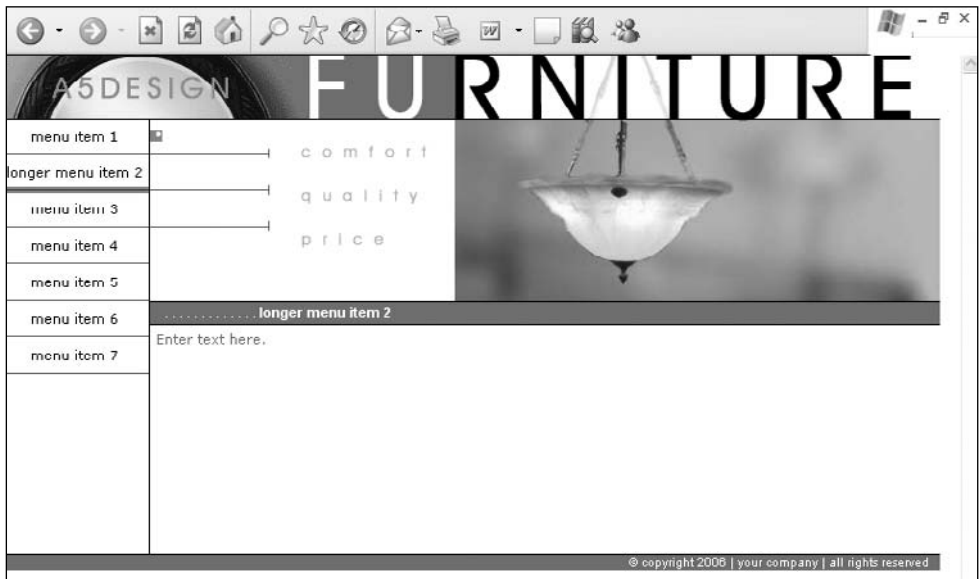 A5DESIGN
FURNITURE
menu item 1
longer menu item 2
menu item 3
menu item 4
menu item 5
menu item 6
menu item 7
comfort
quality
price
. . . . . . . . . . . . . longer menu item 2
Enter text here.
© copyright 2006 | your company | all rights reserved